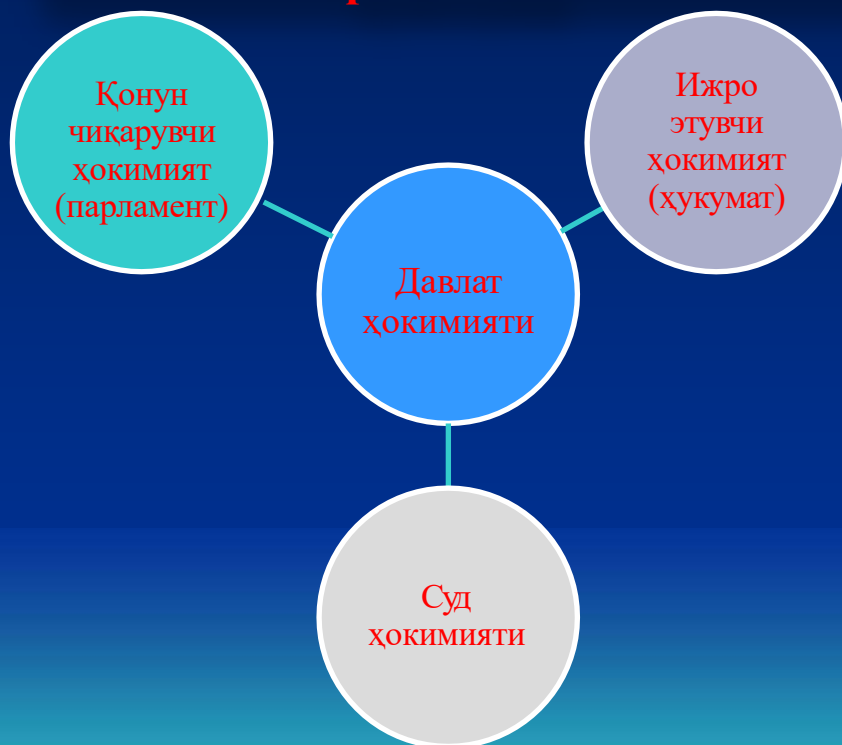 Қонун
чиқарувчи
ҳокимият
(парламент)
Ижро
этувчи
ҳокимият
(ҳукумат)
Давлат
ҳокимияти
Суд
ҳокимияти